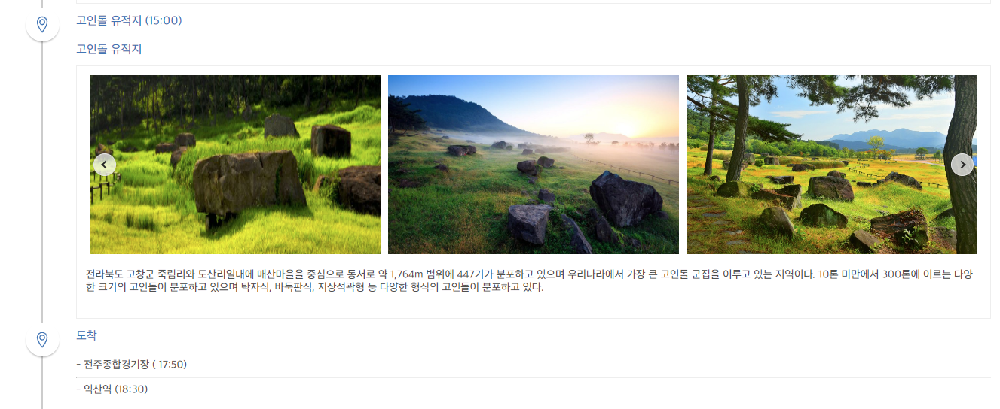 고인돌 유적지 (15:00)
고인돌 유적지
전라북도 고창군 죽림리와 도산리일대에 매산마을을 중심으로 동서로 약 1,764m 범위에 447기가 분포하고 있으며 우리나라에서 가장 큰 고인돌 군집을 이루고 있는 지역이다. 10톤 미만에서 300톤에 이르는 다양
한 크기의 고인돌이 분포하고 있으며 탁자식, 바둑판식, 지상석곽형 등 다양한 형식의 고인돌이 분포하고 있다.
도착
- 전주종합경기장 ( 17:50)
- 익산역 (18:30)